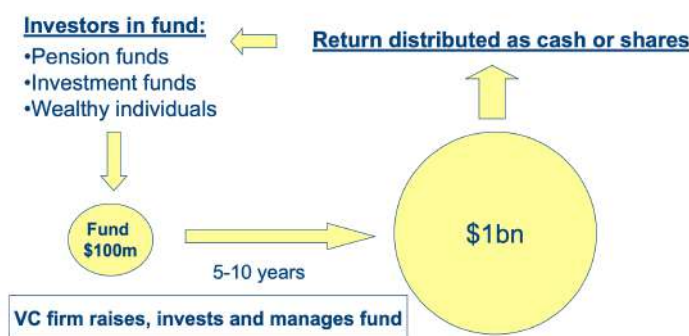 Investors in fund:
•Pension funds
•Investment funds
•Wealthy individuals
Return distributed as cash or shares
Fund
$100m
5-10 years
$1bn
VC firm raises, invests and manages fund